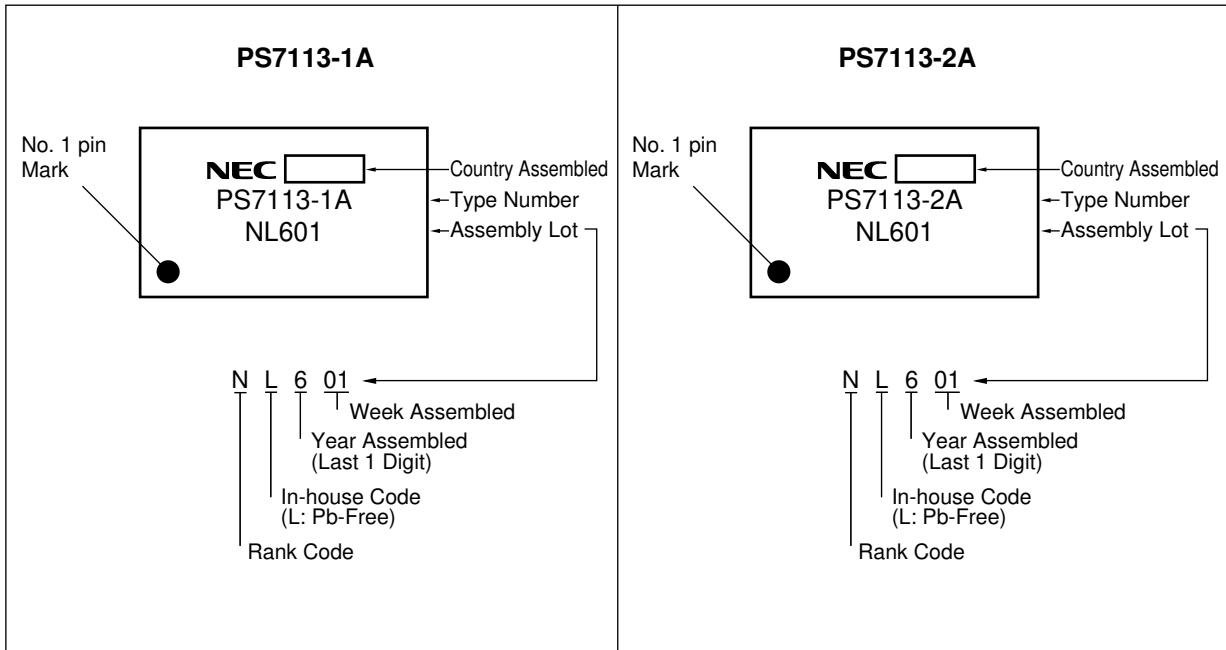 PS7113-1A
No. 1 pin
Mark
NEC
Country Assembled
PS7113-1A
Type Number
NL601
Assembly Lot
N L 6 01
Week Assembled
Year Assembled
(Last 1 Digit)
In-house Code
(L: Pb-Free)
Rank Code
PS7113-2A
No. 1 pin
Mark
NEC
Country Assembled
PS7113-2A
Type Number
NL601
Assembly Lot
N L 6 01
Week Assembled
Year Assembled
(Last 1 Digit)
In-house Code
(L: Pb-Free)
Rank Code